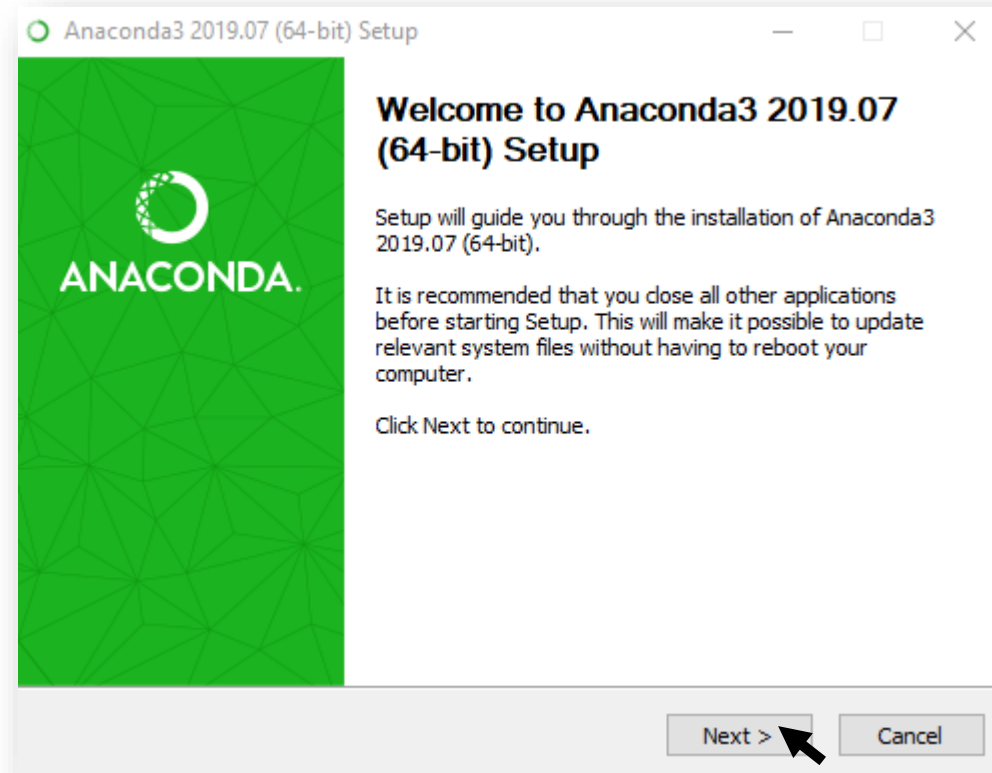 Anaconda3 2019.07 (64-bit) Setup
ANACONDA.
Welcome to Anaconda3 2019.07
(64-bit) Setup
Setup will guide you through the installation of Anaconda3
2019.07 (64-bit).
It is recommended that you close all other applications
before starting Setup. This will make it possible to update
relevant system files without having to reboot your
computer.
Click Next to continue.
Next >
Cancel